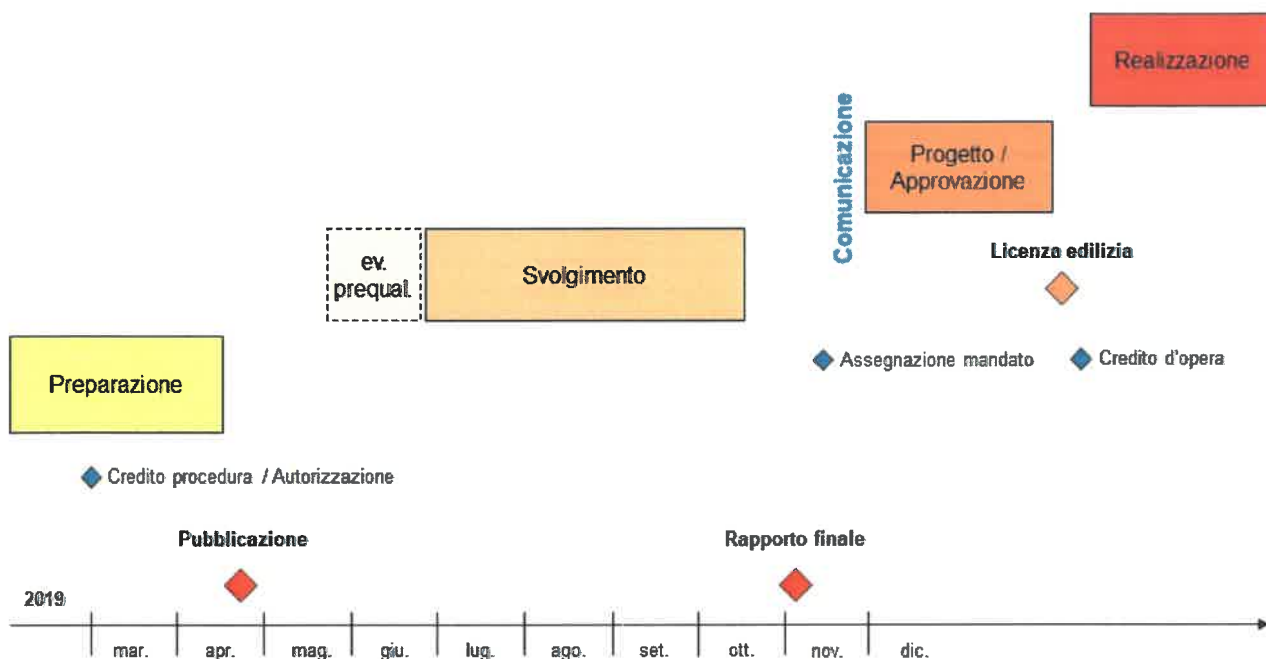 Realizzazione
Comunicazione
Progetto /
Approvazione
ev.
prequal.
Svolgimento
Licenza edilizia
Preparazione
Assegnazione mandato
Credito d'opera
Credito procedura / Autorizzazione
Pubblicazione
Rapporto finale
2019
mar. apr. mag. giu. lug. ago. set. ott. nov. dic.